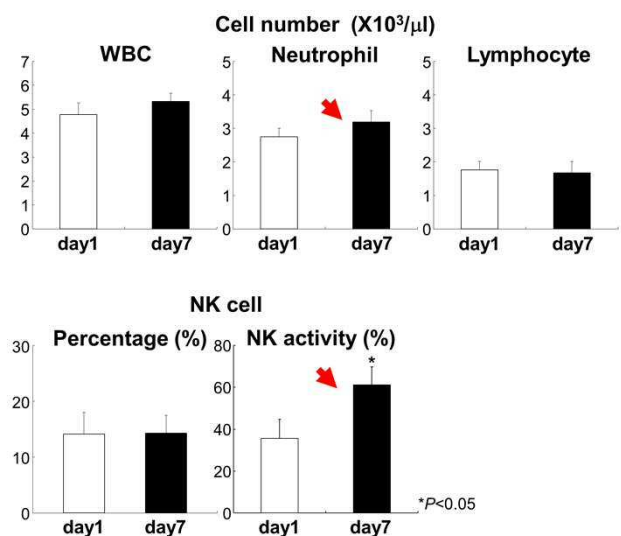 Cell number (X10³/μl)
WBC
Neutrophil
Lymphocyte
7
6
5
4
3
2
1
0
day1 day7
5
4
3
2
1
0
day1 day7
5
4
3
2
1
0
day1 day7
NK cell
Percentage (%)
NK activity (%)
30
20
10
0
day1 day7
80
60
40
20
0
*
day1 day7
*P<0.05